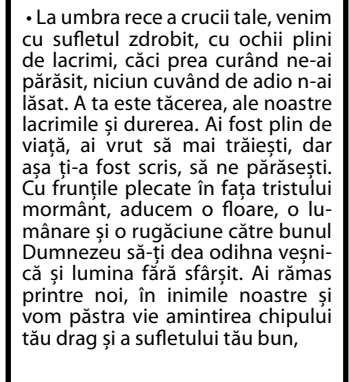 • La umbra rece a crucii tale, venim
cu sufletul zdrobit, cu ochii plini
de lacrimi, căci prea curând ne-ai
părăsit, niciun cuvând de adio n-ai
lăsat. A ta este tăcerea, ale noastre
lacrimile și durerea. Ai fost plin de
viață, ai vrut să mai trăiești, dar
așa ți-a fost scris, să ne părăsești.
Cu frunțile plecate în fața tristului
mormânt, aducem o floare, o lu-
mânare și o rugăciune către bunul
Dumnezeu să-ți dea odihna veșni-
că și lumina fără sfârșit. Ai rămas
printre noi, în inimile noastre și
vom păstra vie amintirea chipului
tău drag și a sufletului tău bun,